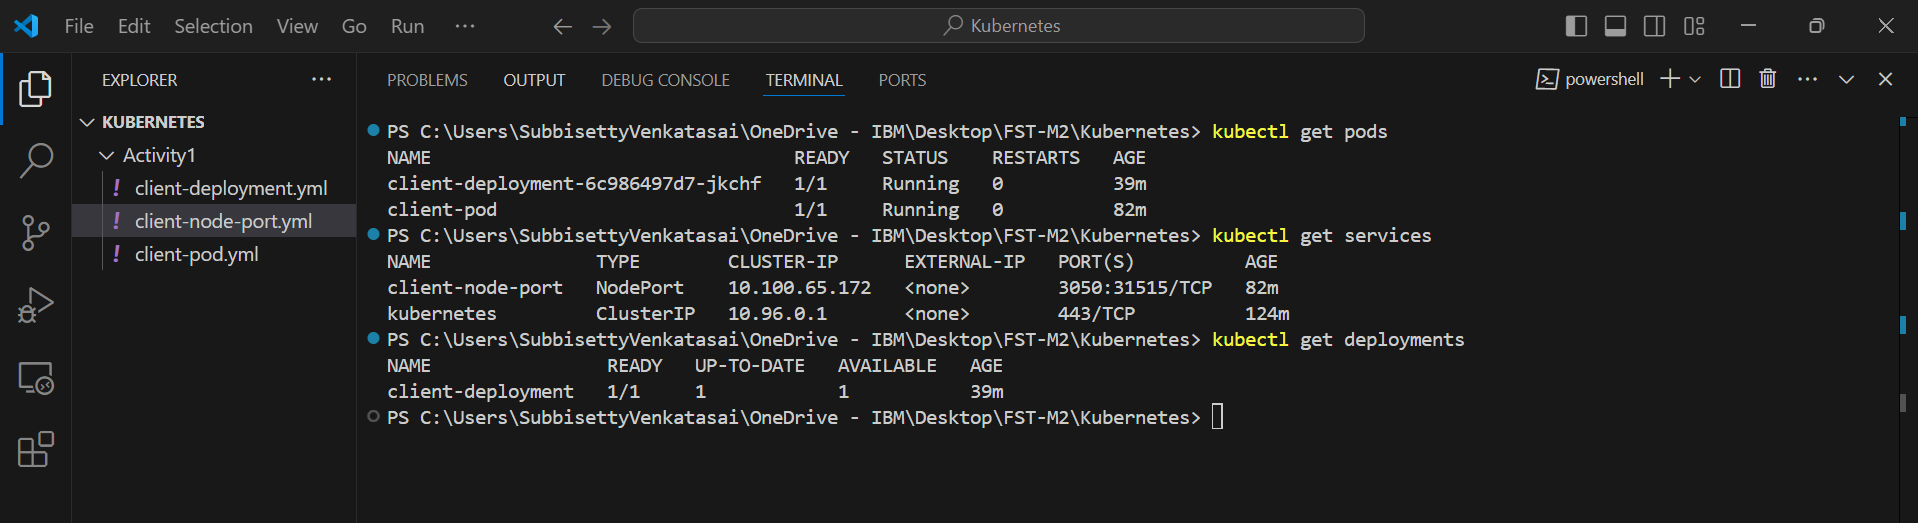 File Edit Selection View Go Run ··· Kubernetes
EXPLORER ···
KUBERNETES
Activity1
! client-deployment.yml
! client-node-port.yml
! client-pod.yml
PROBLEMS OUTPUT DEBUG CONSOLE TERMINAL PORTS powershell ···
PS C:\Users\SubbisettyVenkatasai\OneDrive - IBM\Desktop\FST-M2\Kubernetes> kubectl get pods
NAME READY STATUS RESTARTS AGE
client-deployment-6c986497d7-jkchf 1/1 Running 0 39m
client-pod 1/1 Running 0 82m
PS C:\Users\SubbisettyVenkatasai\OneDrive - IBM\Desktop\FST-M2\Kubernetes> kubectl get services
NAME TYPE CLUSTER-IP EXTERNAL-IP PORT(S) AGE
client-node-port NodePort 10.100.65.172 <none> 3050:31515/TCP 82m
kubernetes ClusterIP 10.96.0.1 <none> 443/TCP 124m
PS C:\Users\SubbisettyVenkatasai\OneDrive - IBM\Desktop\FST-M2\Kubernetes> kubectl get deployments
NAME READY UP-TO-DATE AVAILABLE AGE
client-deployment 1/1 1 1 39m
PS C:\Users\SubbisettyVenkatasai\OneDrive - IBM\Desktop\FST-M2\Kubernetes>